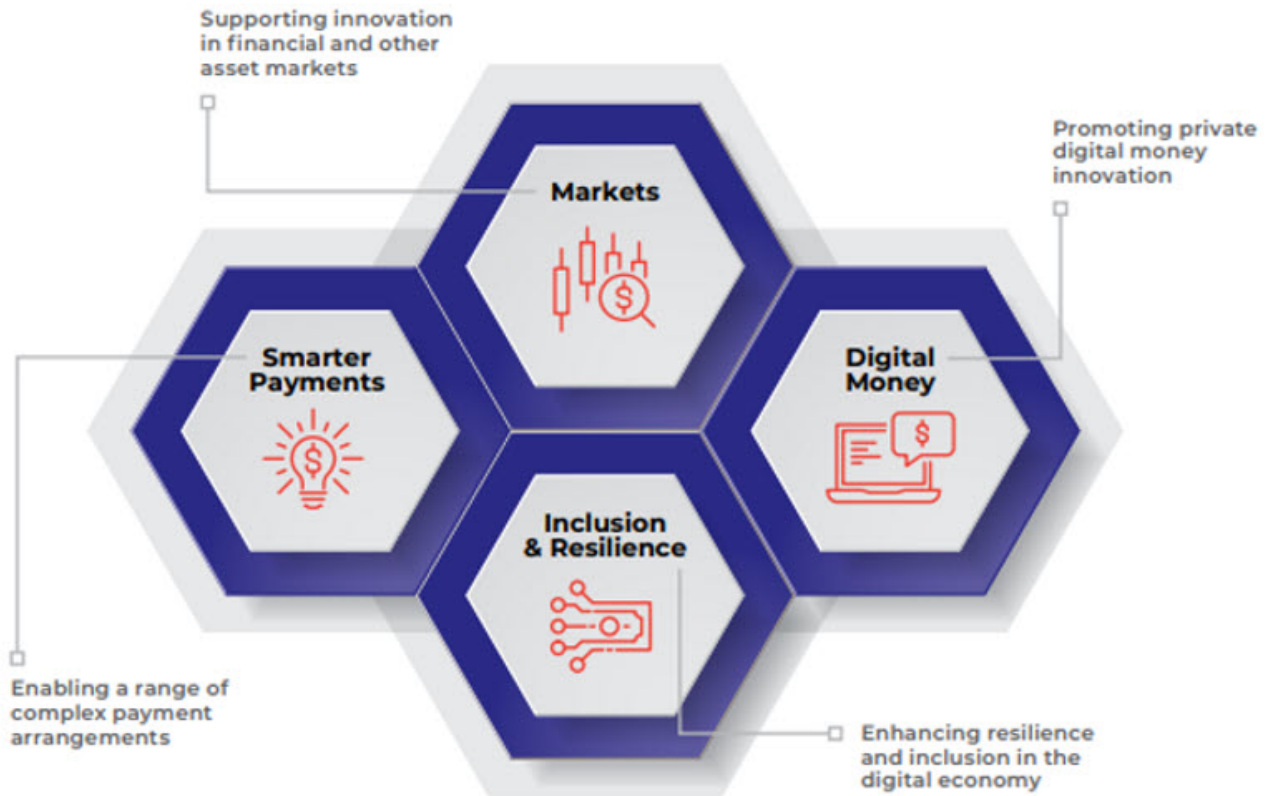 Supporting innovation
in financial and other
asset markets
Promoting private
digital money
innovation
Markets
$
Smarter
Payments
$
Digital
Money
$
Inclusion
& Resilience
Enabling a range of
complex payment
arrangements
Enhancing resilience
and inclusion in the
digital economy